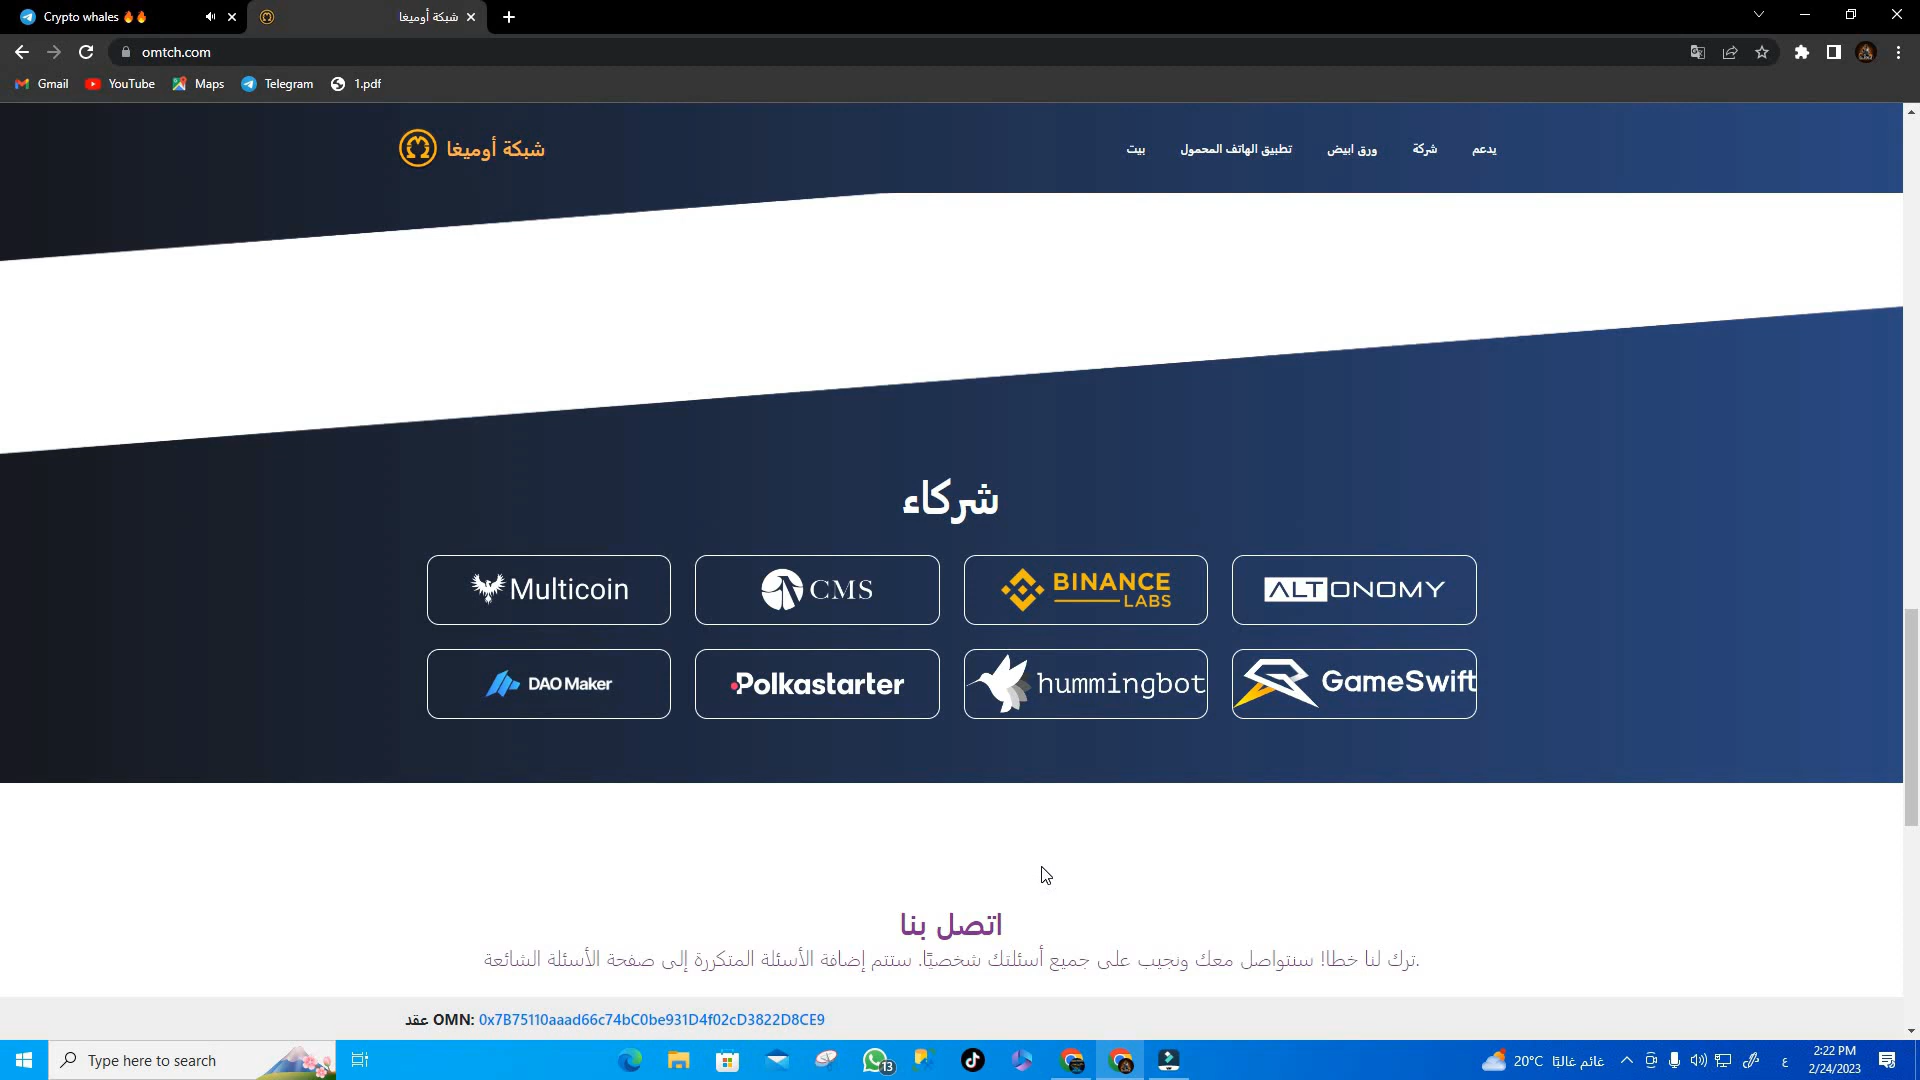 Crypto whales 🔥🔥
شبكة أوميغا
omtch.com
Gmail
YouTube
Maps
Telegram
1.pdf
شبكة أوميغا
بيت
تطبيق الهاتف المحمول
ورق ابيض
شركة
يدعم
شركاء
Multicoin
CMS
BINANCE LABS
ALTONOMY
DAO Maker
Polkastarter
hummingbot
GameSwift
اتصل بنا
.ترك لنا خطا! سنتواصل معك ونجيب على جميع أسئلتك شخصيًا. ستتم إضافة الأسئلة المتكررة إلى صفحة الأسئلة الشائعة
عقد OMN: 0x7B75110aaad66c74bC0be931D4f02cD3822D8CE9
Type here to search
13
20°C غائم غالبًا
ع
2:22 PM
2/24/2023